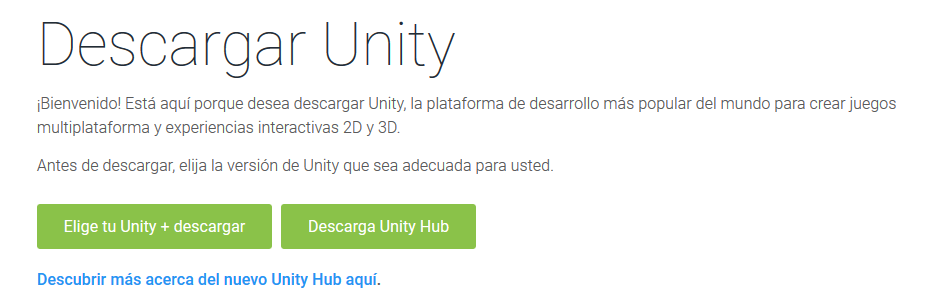 Descargar Unity
¡Bienvenido! Está aquí porque desea descargar Unity, la plataforma de desarrollo más popular del mundo para crear juegos
multiplataforma y experiencias interactivas 2D y 3D.
Antes de descargar, elija la versión de Unity que sea adecuada para usted.
Elige tu Unity + descargar
Descarga Unity Hub
Descubrir más acerca del nuevo Unity Hub aquí.